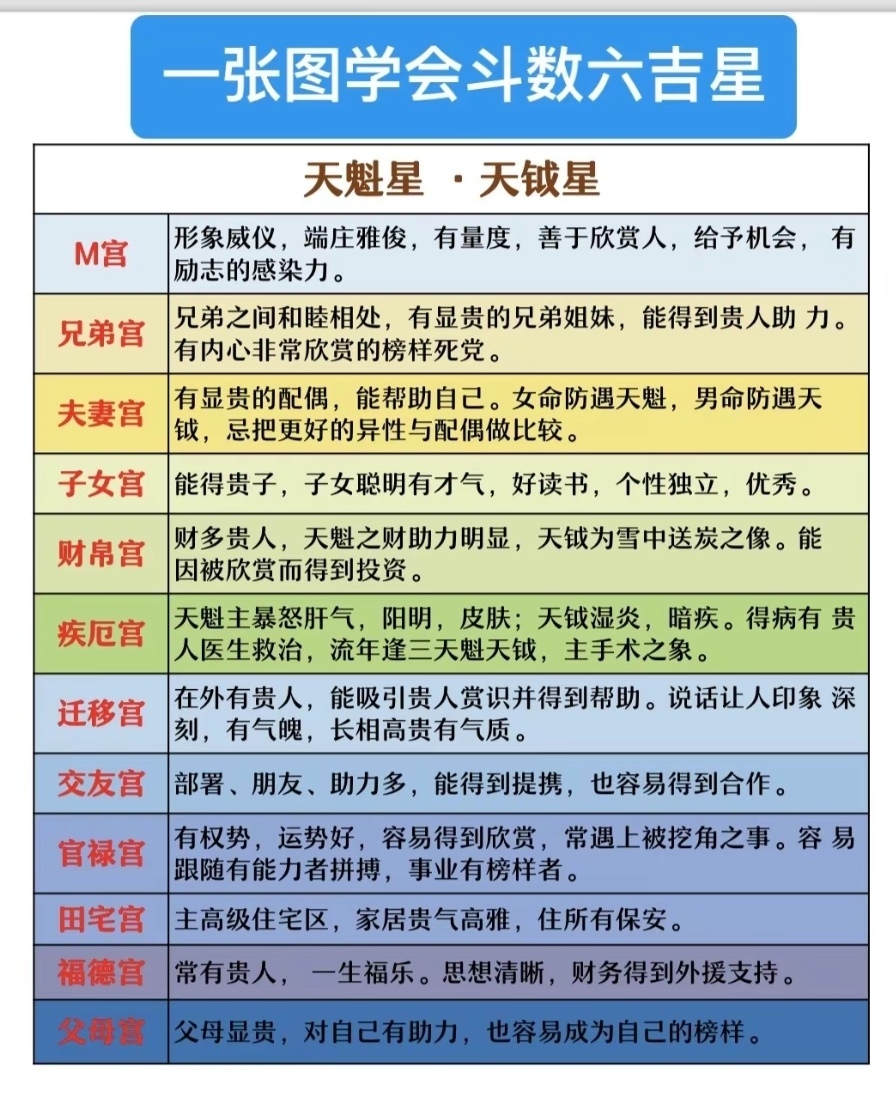 一张图学会斗数六吉星
天魁星 · 天钺星
M宫
形象威仪，端庄雅俊，有量度，善于欣赏人，给予机会， 有
励志的感染力。
兄弟宫
兄弟之间和睦相处，有显贵的兄弟姐妹，能得到贵人助 力。
有内心非常欣赏的榜样死党。
夫妻宫
有显贵的配偶，能帮助自己。女命防遇天魁，男命防遇天
钺，忌把更好的异性与配偶做比较。
子女宫
能得贵子，子女聪明有才气，好读书，个性独立，优秀。
财帛宫
财多贵人，天魁之财助力明显，天钺为雪中送炭之像。能
因被欣赏而得到投资。
疾厄宫
天魁主暴怒肝气，阳明，皮肤；天钺湿炎，暗疾。得病有 贵
人医生救治，流年逢三天魁天钺，主手术之象。
迁移宫
在外有贵人，能吸引贵人赏识并得到帮助。说话让人印象 深
刻，有气魄，长相高贵有气质。
交友宫
部署、朋友、助力多，能得到提携，也容易得到合作。
官禄宫
有权势，运势好，容易得到欣赏，常遇上被挖角之事。容 易
跟随有能力者拼搏，事业有榜样者。
田宅宫
主高级住宅区，家居贵气高雅，住所有保安。
福德宫
常有贵人， 一生福乐。思想清晰，财务得到外援支持。
父母宫
父母显贵，对自己有助力，也容易成为自己的榜样。